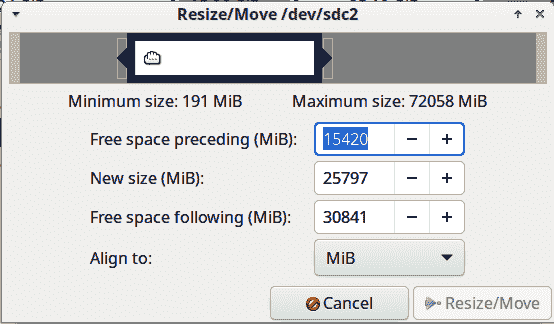 Resize/Move /dev/sdc2
Minimum size: 191 MiB Maximum size: 72058 MiB
Free space preceding (MiB): 15420
New size (MiB): 25797
Free space following (MiB): 30841
Align to: MiB
Cancel Resize/Move